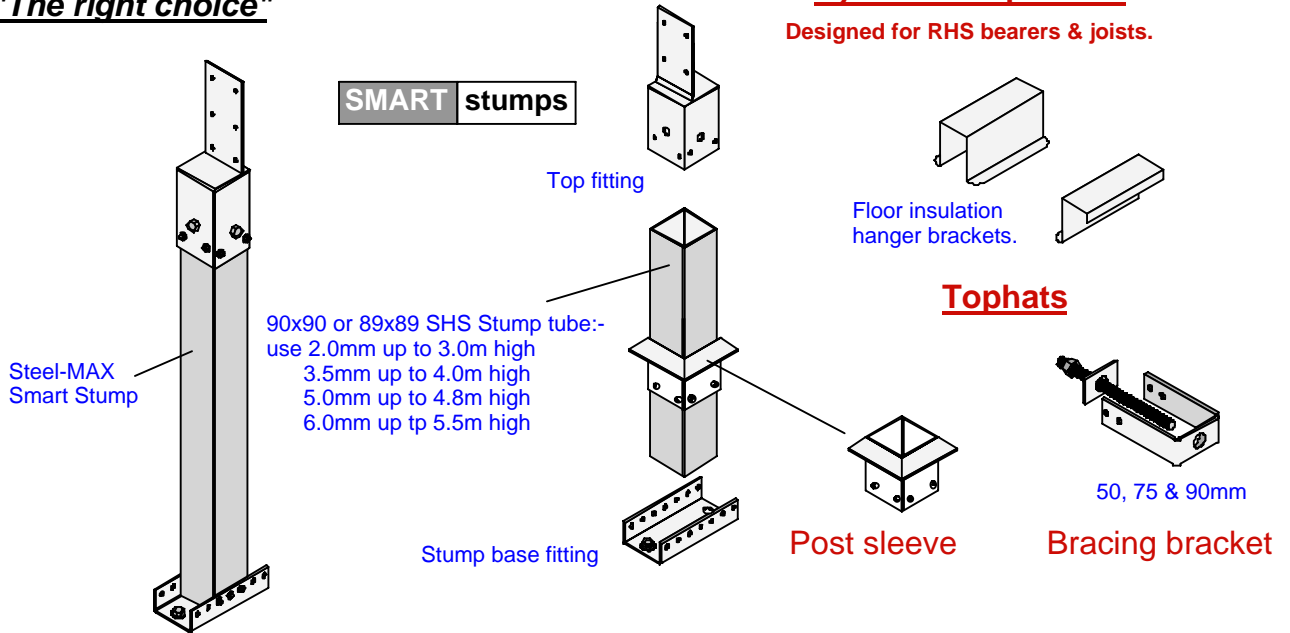 "The right choice"
Designed for RHS bearers & joists.
SMART stumps
Top fitting
Floor insulation
hanger brackets.
Tophats
90x90 or 89x89 SHS Stump tube:-
use 2.0mm up to 3.0m high
3.5mm up to 4.0m high
5.0mm up to 4.8m high
6.0mm up tp 5.5m high
Steel-MAX
Smart Stump
50, 75 & 90mm
Stump base fitting
Post sleeve
Bracing bracket